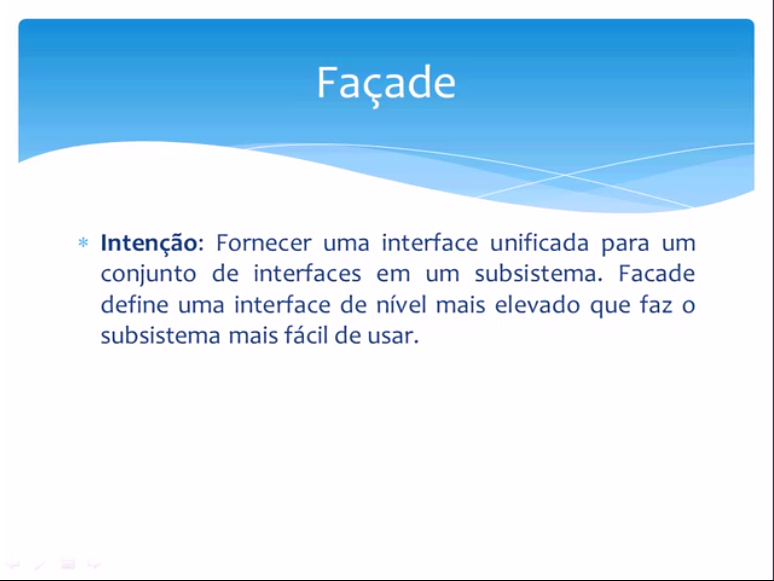 Façade
Intenção: Fornecer uma interface unificada para um
conjunto de interfaces em um subsistema. Facade
define uma interface de nível mais elevado que faz o
subsistema mais fácil de usar.